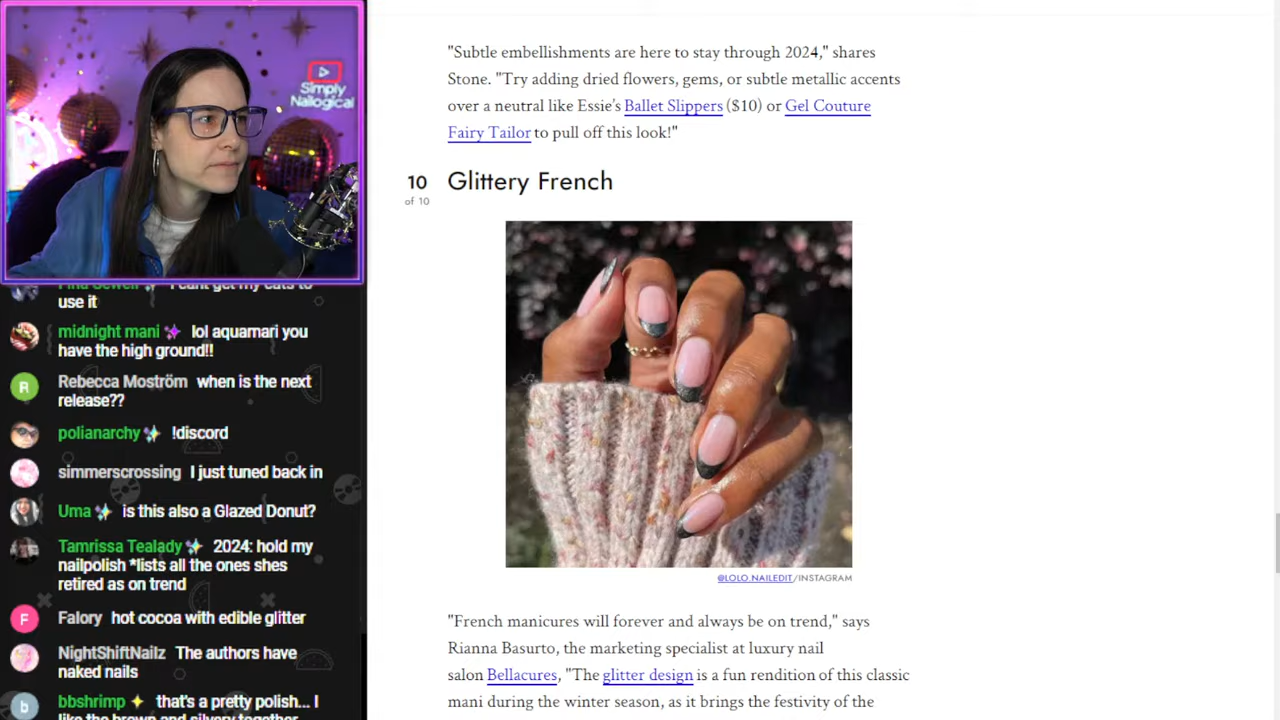 Simply
Nailogical
I cant get my cats to
use it
midnight mani lol aquamari you
have the high ground!!
R
Rebecca Moström when is the next
release??
polianarchy !discord
simmerscrossing I just tuned back in
Uma is this also a Glazed Donut?
Tamrissa Tealady 2024: hold my
nailpolish *lists all the ones shes
retired as on trend
F
Falory hot cocoa with edible glitter
NightShiftNailz The authors have
naked nails
b
bbshrimp that's a pretty polish... I
like the brown and silvery together
"Subtle embellishments are here to stay through 2024," shares
Stone. "Try adding dried flowers, gems, or subtle metallic accents
over a neutral like Essie's Ballet Slippers ($10) or Gel Couture
Fairy Tailor to pull off this look!"
10
of 10
Glittery French
@LOLO.NAILEDIT/INSTAGRAM
"French manicures will forever and always be on trend," says
Rianna Basurto, the marketing specialist at luxury nail
salon Bellacures, "The glitter design is a fun rendition of this classic
mani during the winter season, as it brings the festivity of the